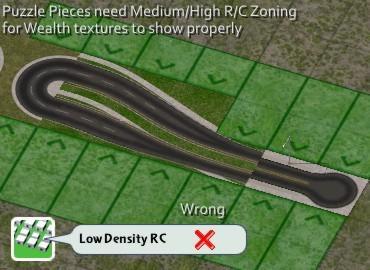 Puzzle Pieces need Medium/High R/C Zoning
for Wealth textures to show properly
Wrong
Low Density RC